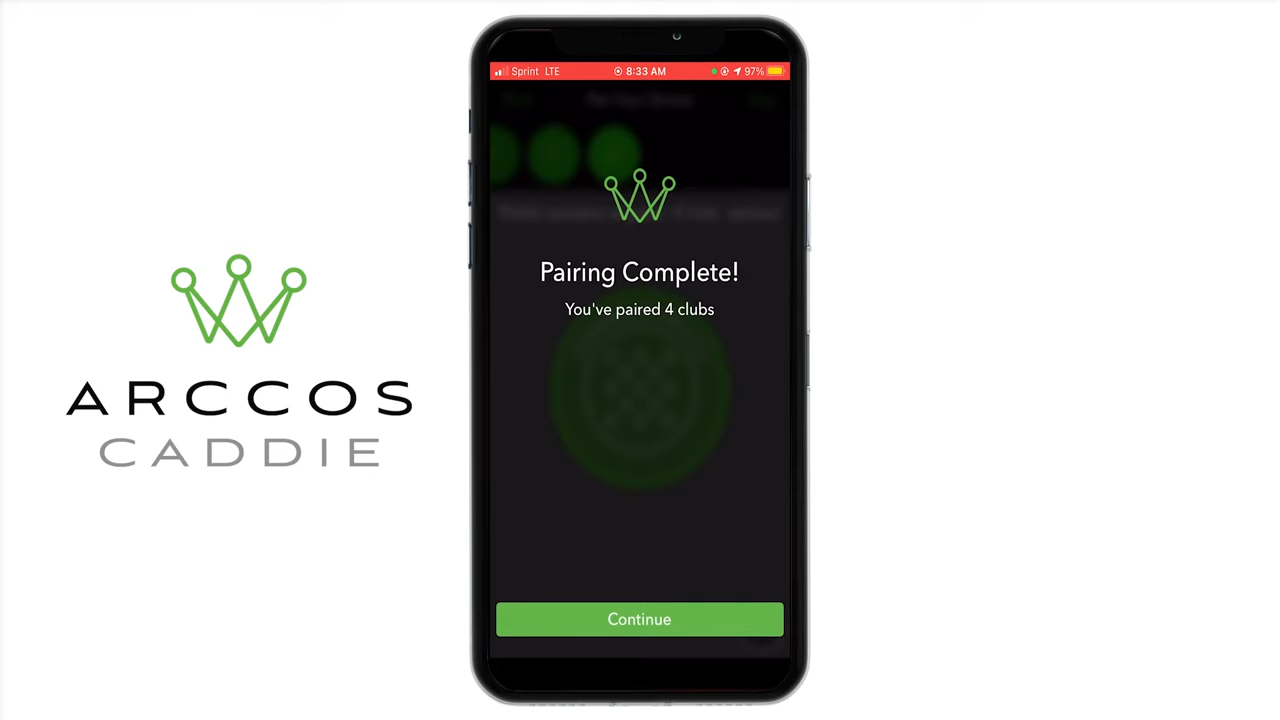 ARCCOS
CADDIE
Sprint LTE 8:33 AM 97%
Pairing Complete!
You've paired 4 clubs
Continue